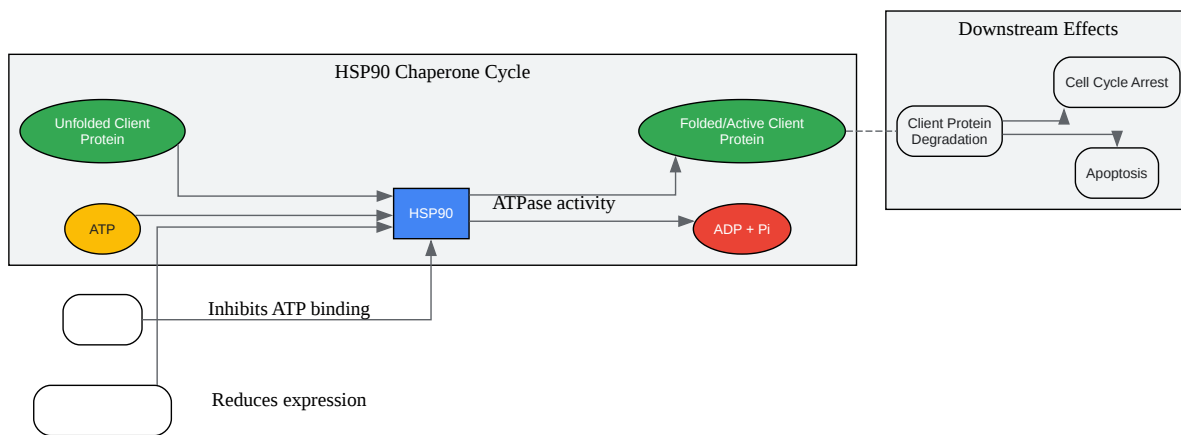 Downstream Effects
HSP90 Chaperone Cycle
Cell Cycle Arrest
Unfolded Client
Protein
Folded/Active Client
Protein
Client Protein
Degradation
Apoptosis
ATP
HSP90
ATPase activity
ADP + Pi
Inhibits ATP binding
Reduces expression